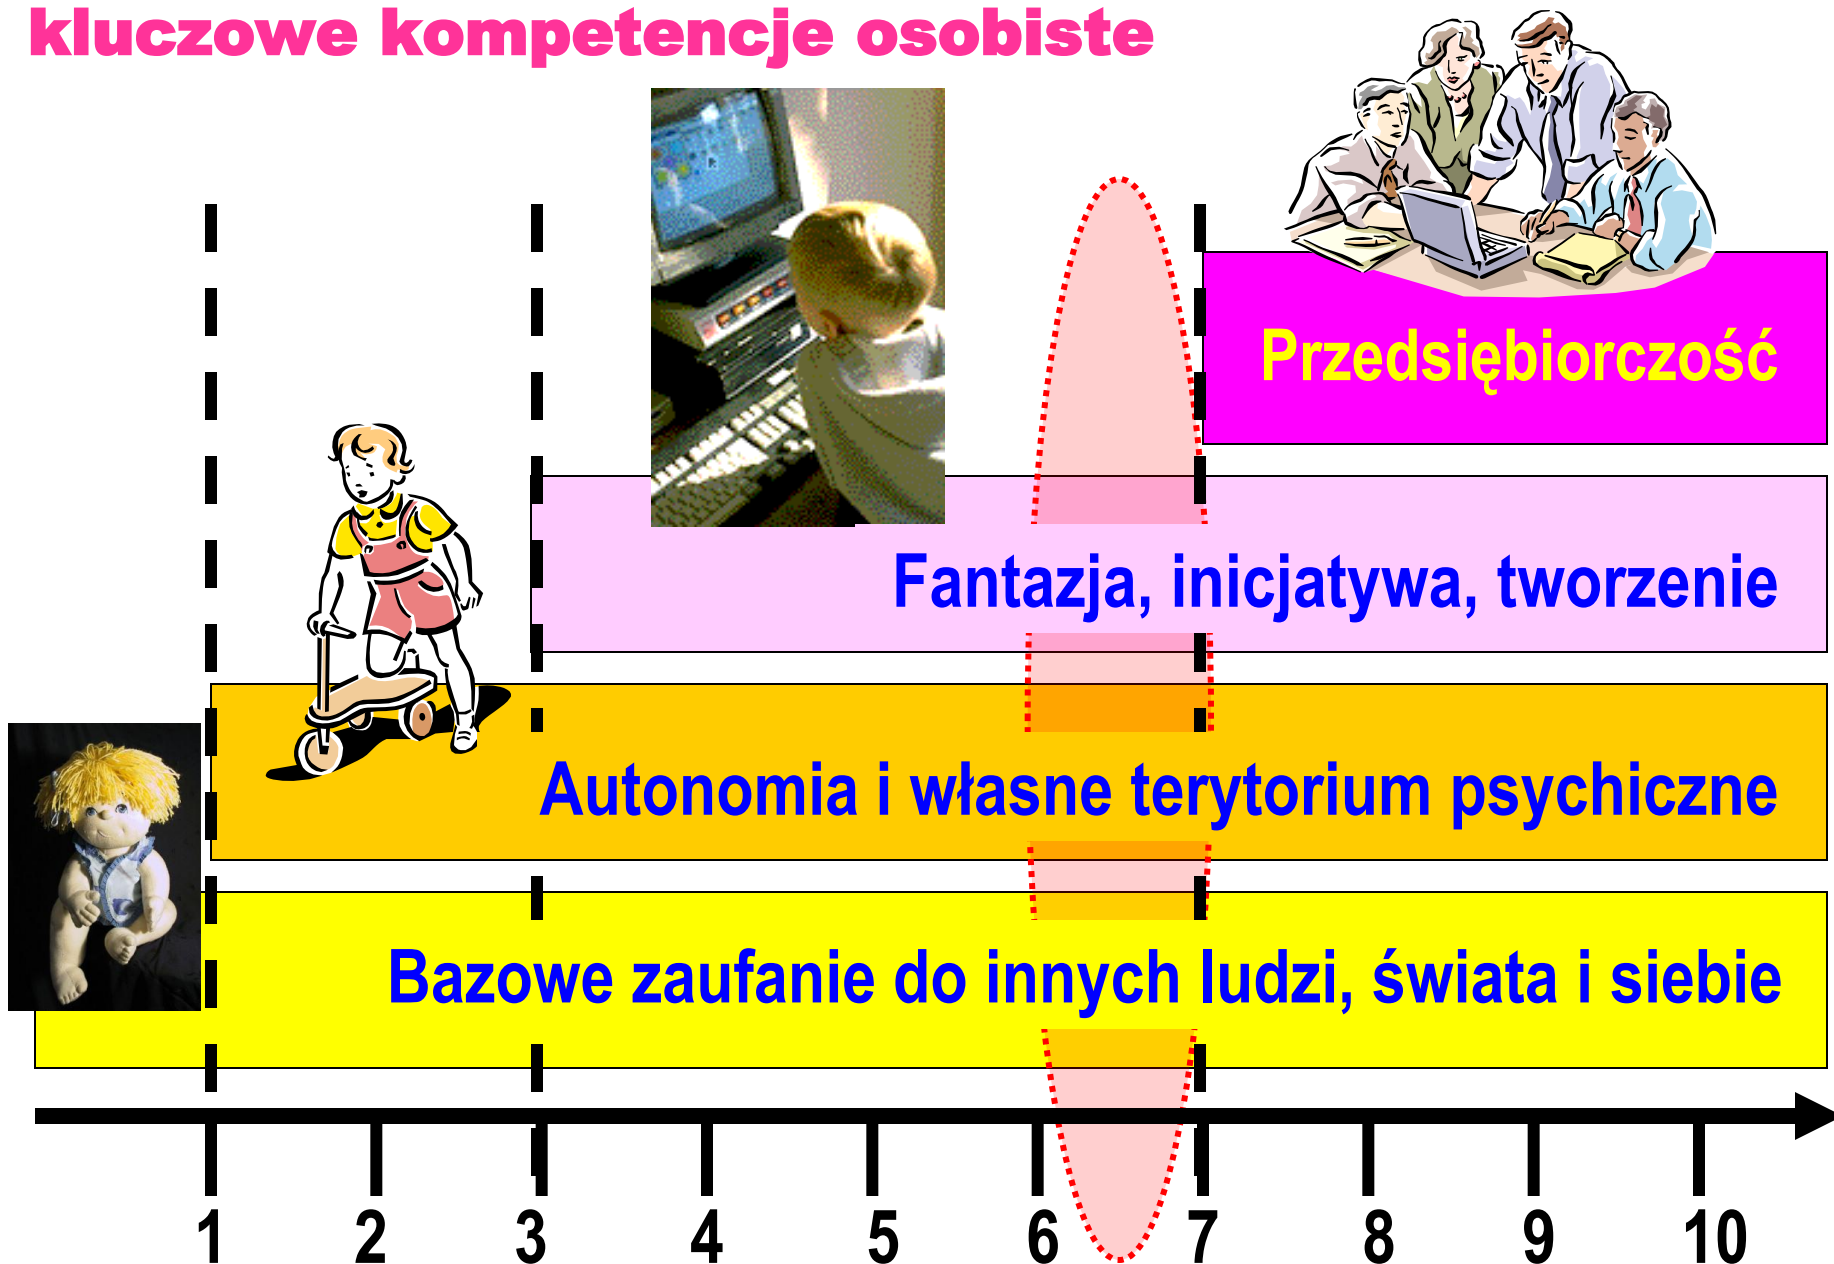 kluczowe kompetencje osobiste
Przedsiębiorczość
Fantazja, inicjatywa, tworzenie
Autonomia i własne terytorium psychiczne
Bazowe zaufanie do innych ludzi, świata i siebie
1 2 3 4 5 6 7 8 9 10